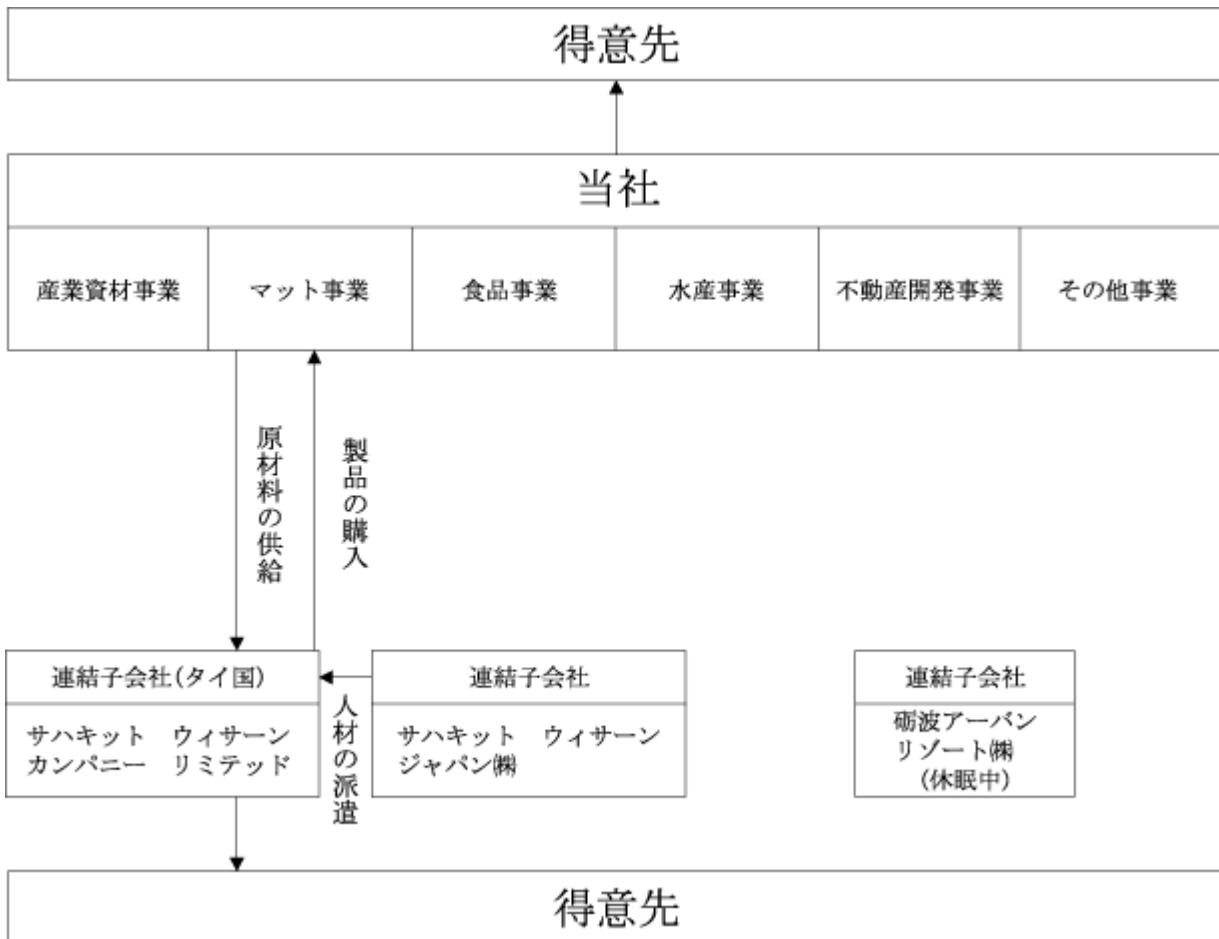 得意先
当社
産業資材事業
マット事業
食品事業
水産事業
不動産開発事業
その他事業
原材料の供給
製品の購入
連結子会社(タイ国)
サハキット　ウィサーン
カンパニー　リミテッド
人材の派遣
連結子会社
サハキット　ウィサーン
ジャパン㈱
連結子会社
砺波アーバン
リゾート㈱
(休眠中)
得意先